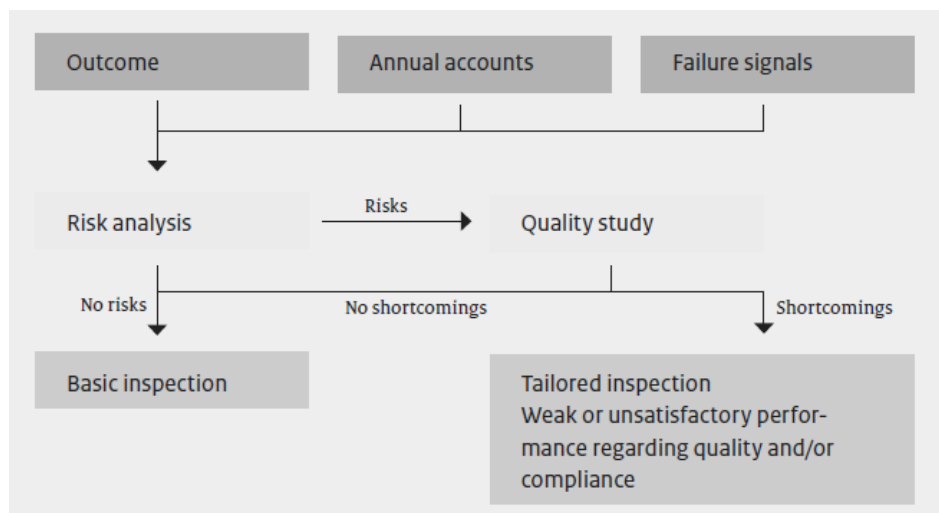 Outcome
Annual accounts
Failure signals
Risks
Risk analysis
Quality study
No risks
No shortcomings
Shortcomings
Basic inspection
Tailored inspection
Weak or unsatisfactory perfor-
mance regarding quality and/or
compliance